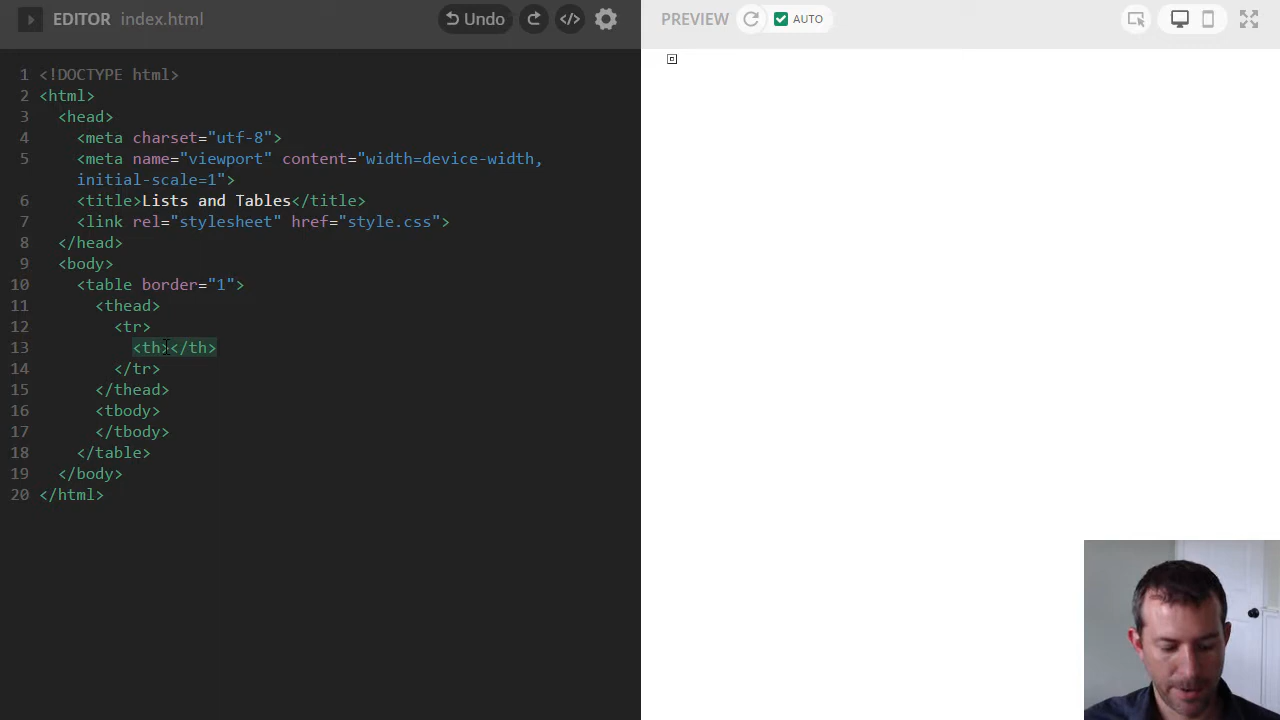 EDITOR index.html Undo </>
PREVIEW AUTO
1 <!DOCTYPE html>
2 <html>
3 <head>
4 <meta charset="utf-8">
5 <meta name="viewport" content="width=device-width,
initial-scale=1">
6 <title>Lists and Tables</title>
7 <link rel="stylesheet" href="style.css">
8 </head>
9 <body>
10 <table border="1">
11 <thead>
12 <tr>
13 <th></th>
14 </tr>
15 </thead>
16 <tbody>
17 </tbody>
18 </table>
19 </body>
20 </html>